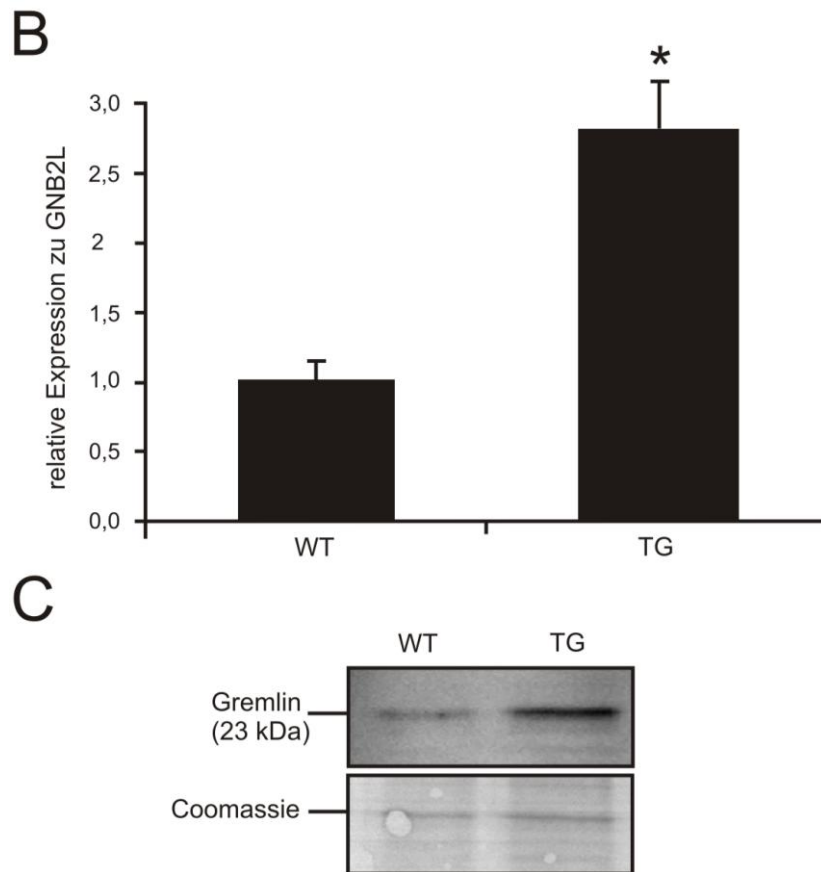 B
*
relative Expression zu GNB2L
3,0
2,5
2
1,5
1,0
0,5
0,0
WT TG
C
WT TG
Gremlin
(23 kDa)
Coomassie